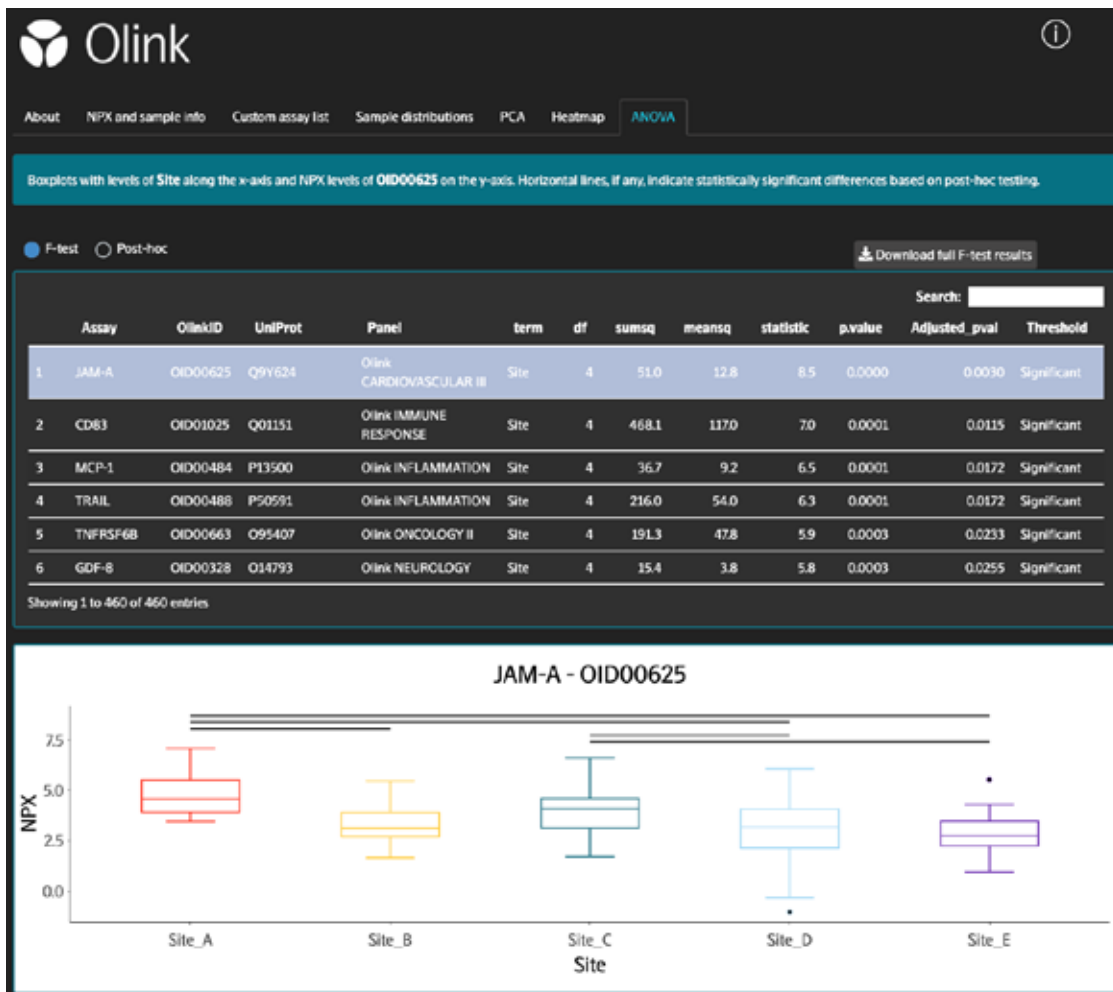 Olink
About NPX and sample info Custom assay list Sample distributions PCA Heatmap ANOVA
Boxplots with levels of Site along the x-axis and NPX levels of OID00625 on the y-axis. Horizontal lines, if any, indicate statistically significant differences based on post-hoc testing.
F-test Post-hoc Download full F-test results
Search:
Assay OlinkID UniProt Panel term df sumsq meansq statistic p.value Adjusted_pval Threshold
1 JAM-A OID00625 Q9Y624 Olink CARDIOVASCULAR III Site 4 51.0 12.8 8.5 0.0000 0.0030 Significant
2 CD83 OID01025 Q01151 Olink IMMUNE RESPONSE Site 4 468.1 117.0 7.0 0.0001 0.0115 Significant
3 MCP-1 OID00484 P13500 Olink INFLAMMATION Site 4 36.7 9.2 6.5 0.0001 0.0172 Significant
4 TRAIL OID00488 P50591 Olink INFLAMMATION Site 4 216.0 54.0 6.3 0.0001 0.0172 Significant
5 TNFRSF6B OID00663 O95407 Olink ONCOLOGY II Site 4 191.3 47.8 5.9 0.0003 0.0233 Significant
6 GDF-8 OID00328 O14793 Olink NEUROLOGY Site 4 15.4 3.8 5.8 0.0003 0.0255 Significant
Showing 1 to 460 of 460 entries
JAM-A - OID00625
7.5
5.0
2.5
0.0
NPX
Site_A Site_B Site_C Site_D Site_E
Site